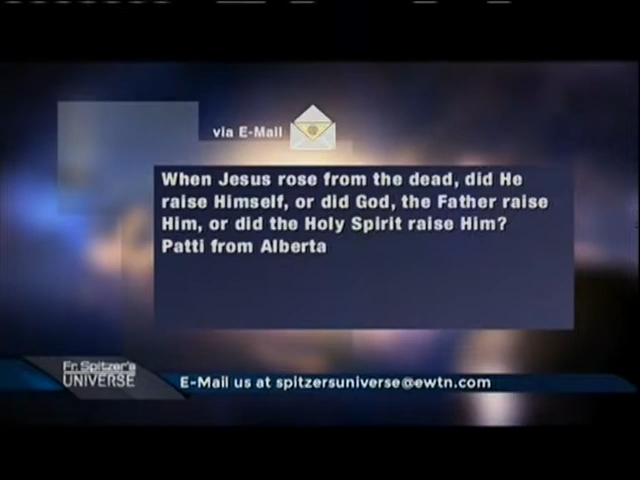 via E-Mail
When Jesus rose from the dead, did He
raise Himself, or did God, the Father raise
Him, or did the Holy Spirit raise Him?
Patti from Alberta
Fr. Spitzer's
UNIVERSE
E-Mail us at spitzersuniverse@ewtn.com